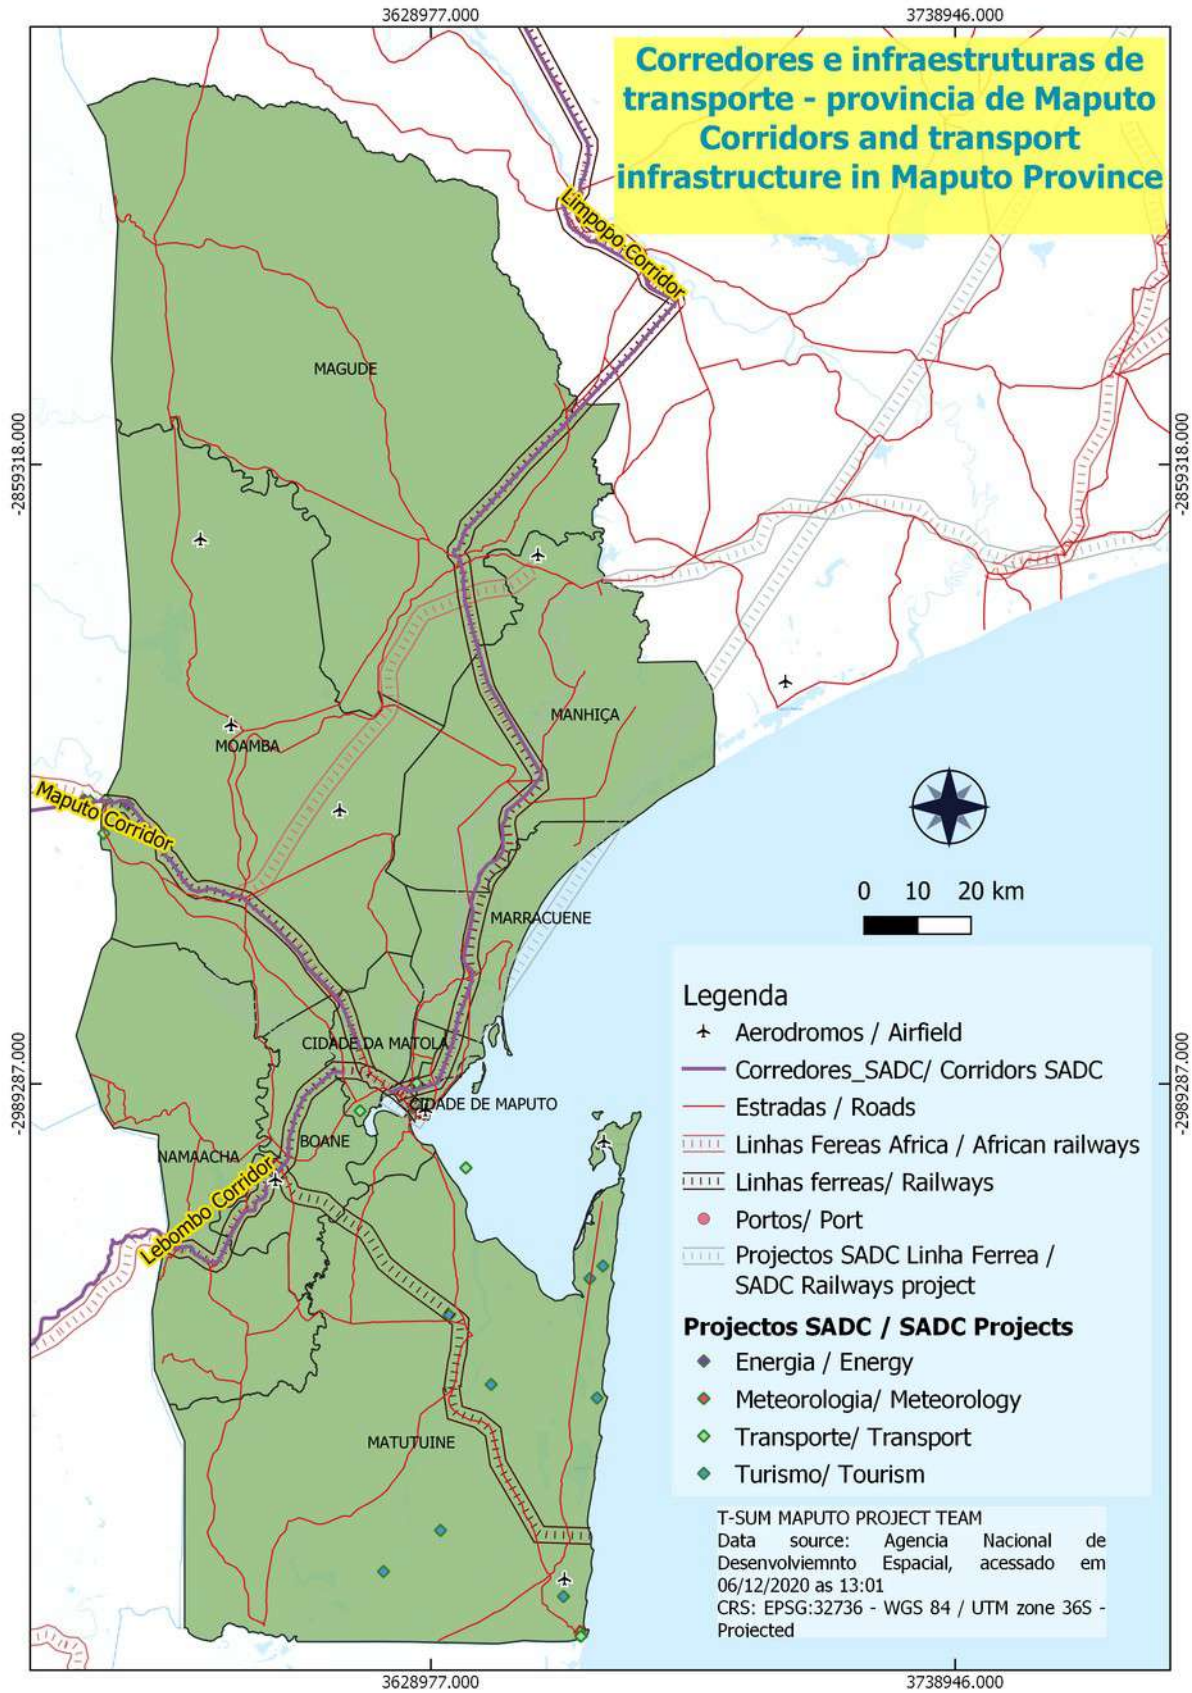 3628977.000
3738946.000
Corredores e infraestruturas de
transporte - provincia de Maputo
Corridors and transport
infrastructure in Maputo Province
Limpopo Corridor
MAGUDE
-2859318.000
-2859318.000
MANHIÇA
MOAMBA
Maputo Corridor
0 10 20 km
MARRACUENE
Legenda
Aerodromos / Airfield
CIDADE DA MATOLA
Corredores_SADC/ Corridors SADC
-2989287.000
-2989287.000
CIDADE DE MAPUTO
Estradas / Roads
BOANE
Linhas Fereas Africa / African railways
NAMAACHA
Linhas ferreas/ Railways
Lebombo Corridor
Portos/ Port
Projectos SADC Linha Ferrea /
SADC Railways project
Projectos SADC / SADC Projects
Energia / Energy
Meteorologia/ Meteorology
Transporte/ Transport
MATUTUINE
Turismo/ Tourism
T-SUM MAPUTO PROJECT TEAM
Data source: Agencia Nacional de
Desenvolviemnto Espacial, acessado em
06/12/2020 as 13:01
CRS: EPSG:32736 - WGS 84 / UTM zone 36S -
Projected
3628977.000
3738946.000